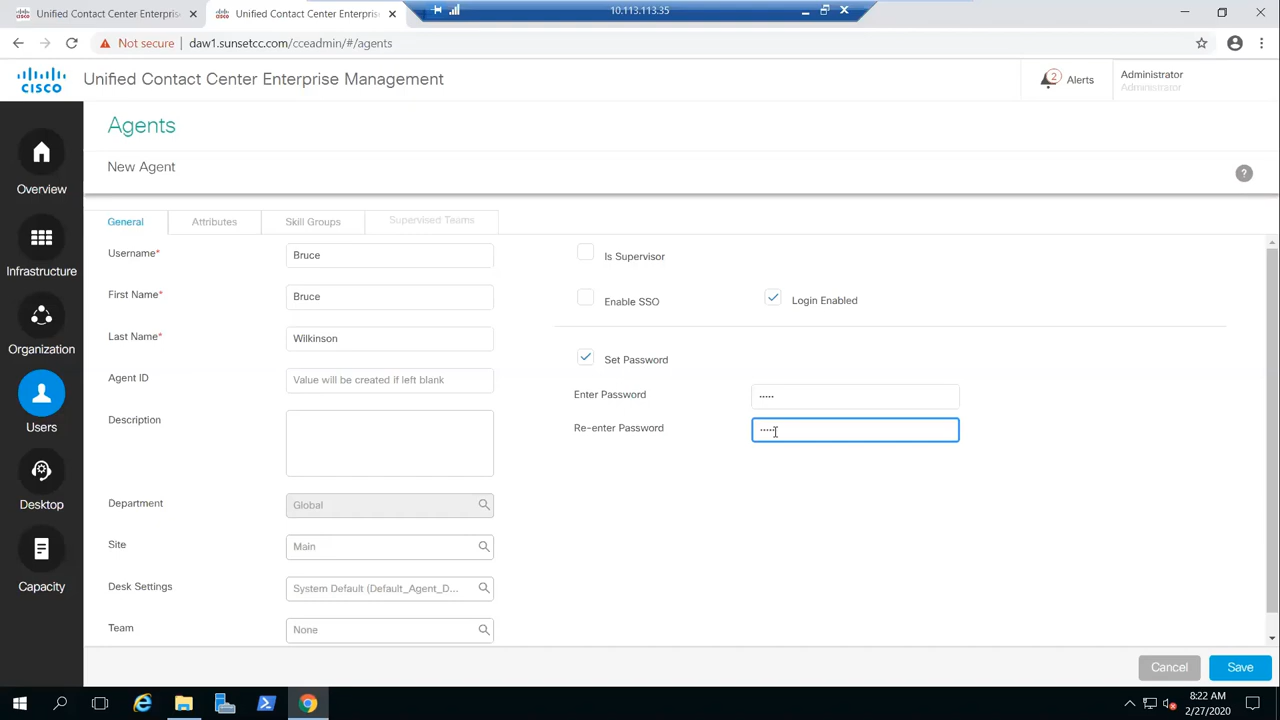 Unified Contact Center Enterprise
Unified Contact Center Enterprise
10.113.113.35
Not secure
daw1.sunsetcc.com/cceadmin/#/agents
CISCO
Unified Contact Center Enterprise Management
2
Alerts
Administrator
Administrator
Agents
New Agent
?
Overview
Infrastructure
Organization
Users
Desktop
Capacity
General
Attributes
Skill Groups
Supervised Teams
Username*
Bruce
First Name*
Bruce
Last Name*
Wilkinson
Agent ID
Value will be created if left blank
Description
Department
Global
Site
Main
Desk Settings
System Default (Default_Agent_D...
Team
None
Is Supervisor
Enable SSO
Login Enabled
Set Password
Enter Password
•••••
Re-enter Password
•••••
Cancel
Save
8:22 AM
2/27/2020